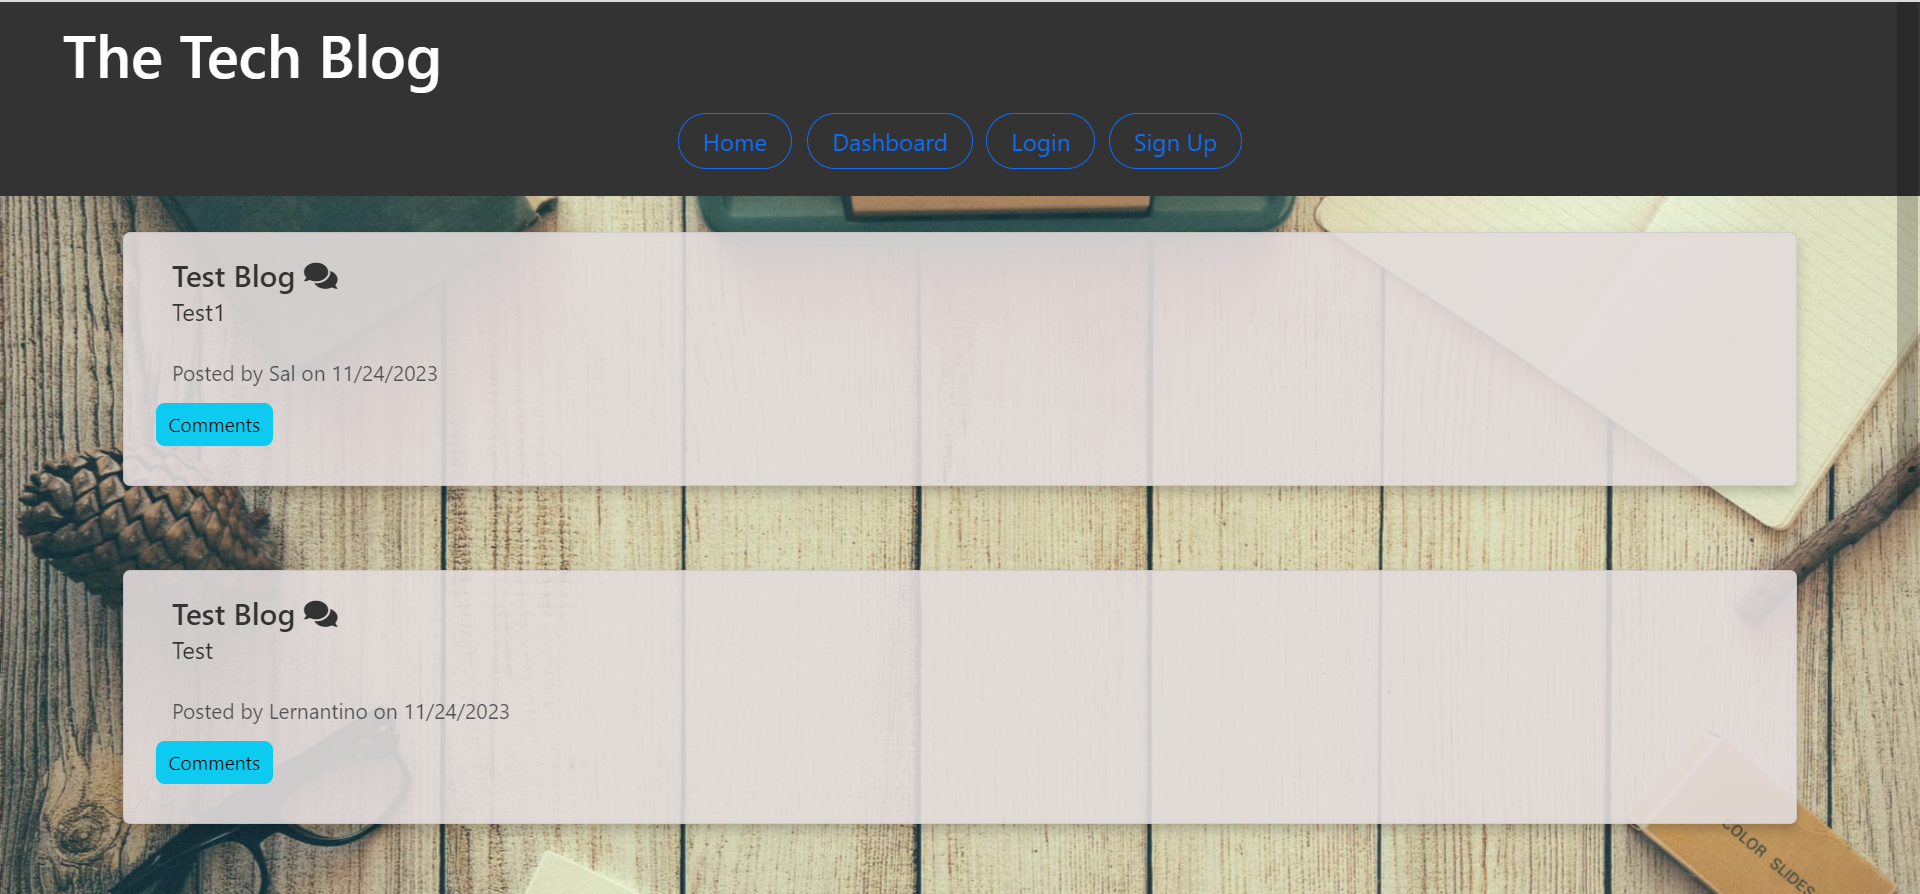 The Tech Blog
Home Dashboard Login Sign Up
Test Blog
Test1
Posted by Sal on 11/24/2023
Comments
Test Blog
Test
Posted by Lernantino on 11/24/2023
Comments
COLOR SLIDES